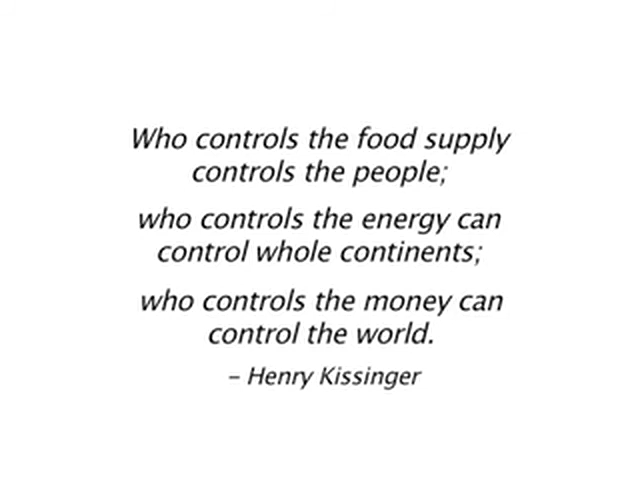 Who controls the food supply
controls the people;
who controls the energy can
control whole continents;
who controls the money can
control the world.
– Henry Kissinger